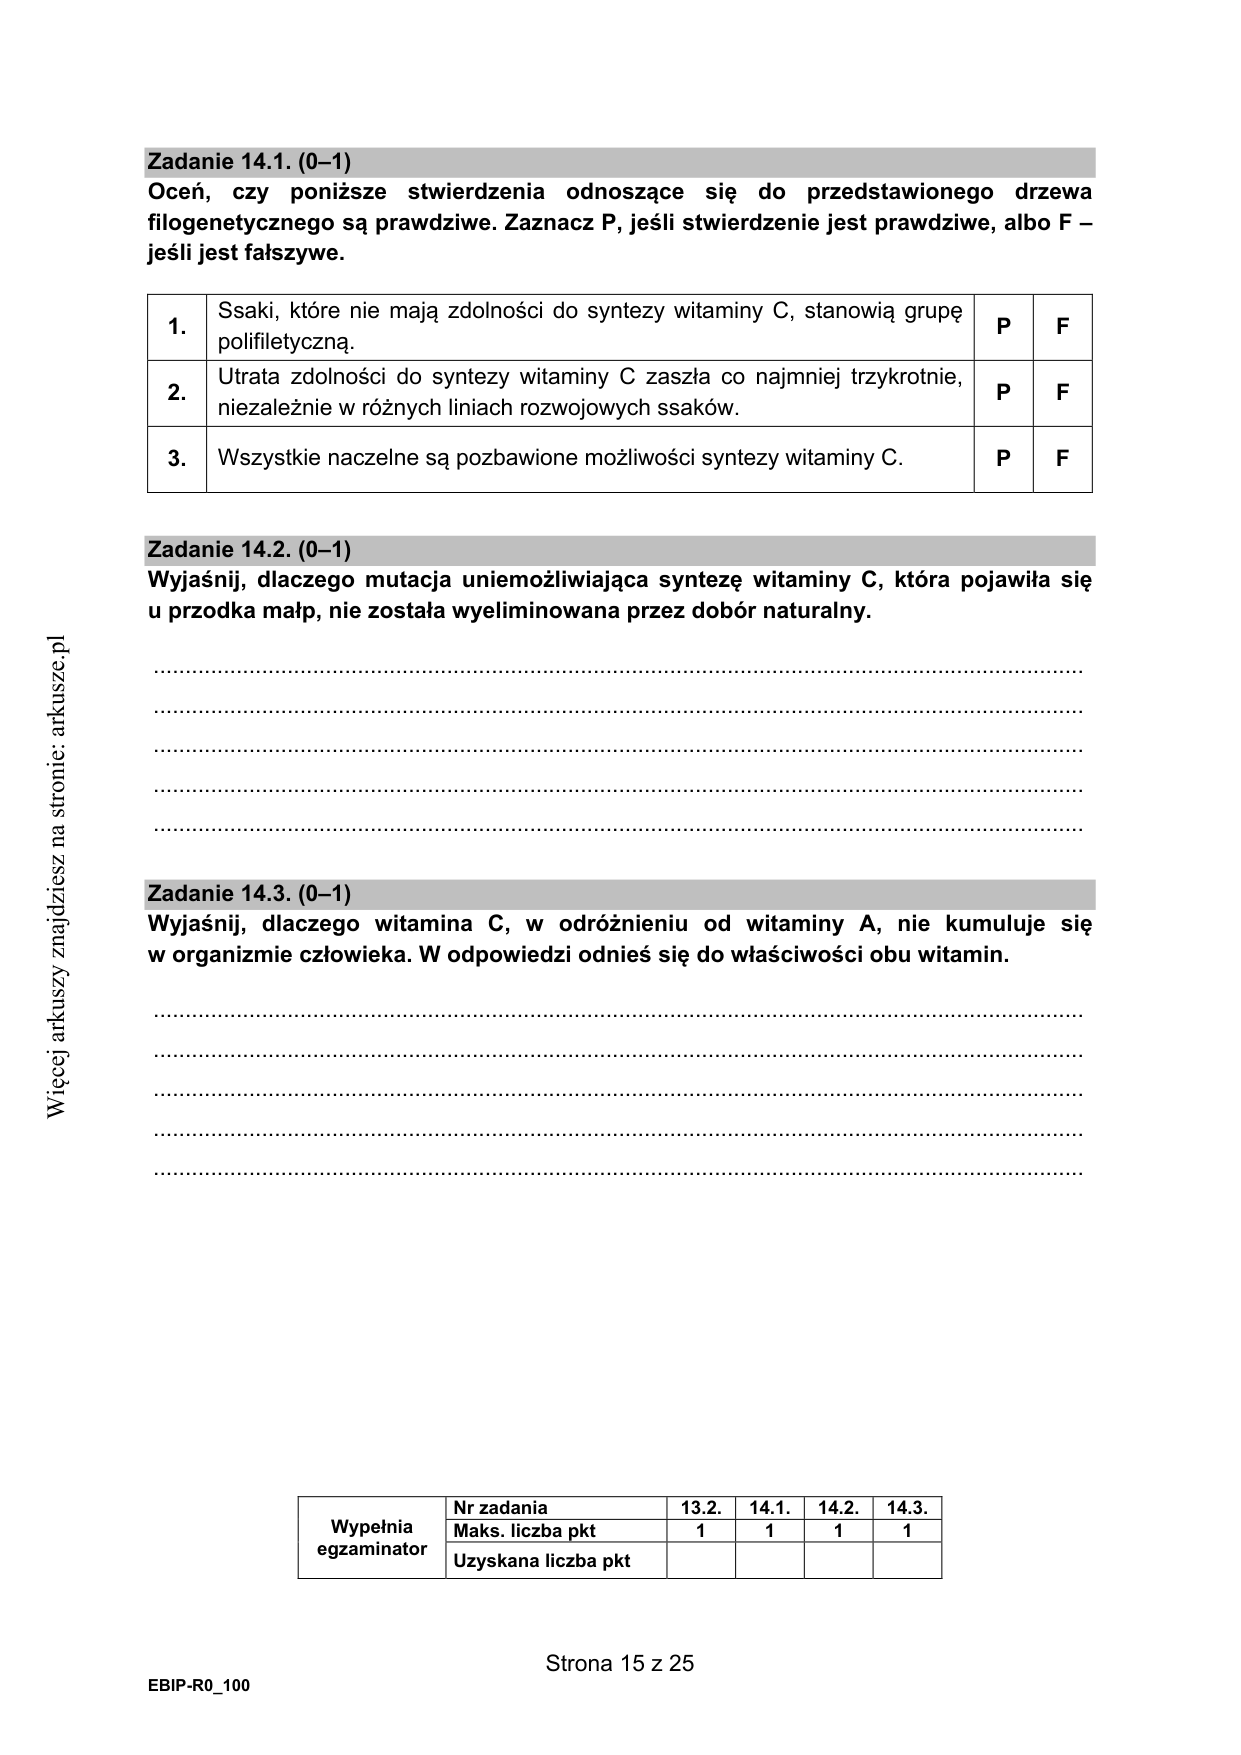 Zadanie 14.1. (0–1)
Oceń, czy poniższe stwierdzenia odnoszące się do przedstawionego drzewa
filogenetycznego są prawdziwe. Zaznacz P, jeśli stwierdzenie jest prawdziwe, albo F –
jeśli jest fałszywe.
1. Ssaki, które nie mają zdolności do syntezy witaminy C, stanowią grupę
polifiletyczną. P F
2. Utrata zdolności do syntezy witaminy C zaszła co najmniej trzykrotnie,
niezależnie w różnych liniach rozwojowych ssaków. P F
3. Wszystkie naczelne są pozbawione możliwości syntezy witaminy C. P F
Zadanie 14.2. (0–1)
Wyjaśnij, dlaczego mutacja uniemożliwiająca syntezę witaminy C, która pojawiła się
u przodka małp, nie została wyeliminowana przez dobór naturalny.
Zadanie 14.3. (0–1)
Wyjaśnij, dlaczego witamina C, w odróżnieniu od witaminy A, nie kumuluje się
w organizmie człowieka. W odpowiedzi odnieś się do właściwości obu witamin.
Więcej arkuszy znajdziesz na stronie: arkusze.pl
Wypełnia
egzaminator
Nr zadania 13.2. 14.1. 14.2. 14.3.
Maks. liczba pkt 1 1 1 1
Uzyskana liczba pkt
Strona 15 z 25
EBIP-R0_100